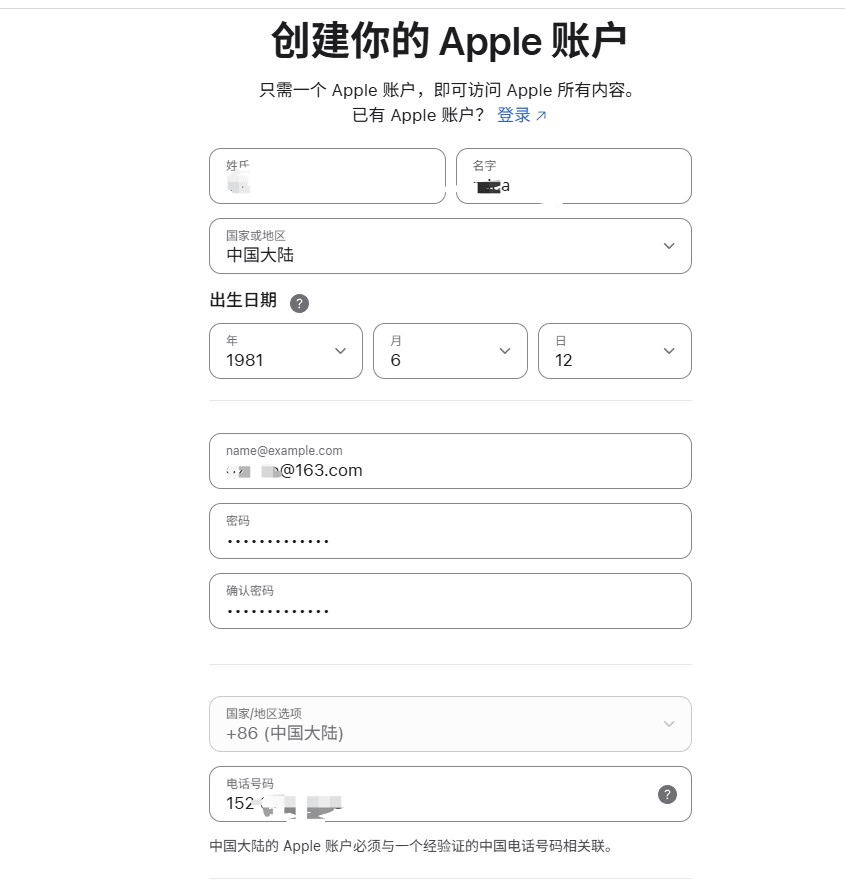 创建你的 Apple 账户
只需一个 Apple 账户，即可访问 Apple 所有内容。
已有 Apple 账户？ 登录 ↗
姓氏 名字
国家或地区
中国大陆
出生日期 ?
年 月 日
1981 6 12
name@example.com
@163.com
密码
•••••••••••••
确认密码
•••••••••••••
国家/地区选项
+86 (中国大陆)
电话号码
152 ?
中国大陆的 Apple 账户必须与一个经验证的中国电话号码相关联。